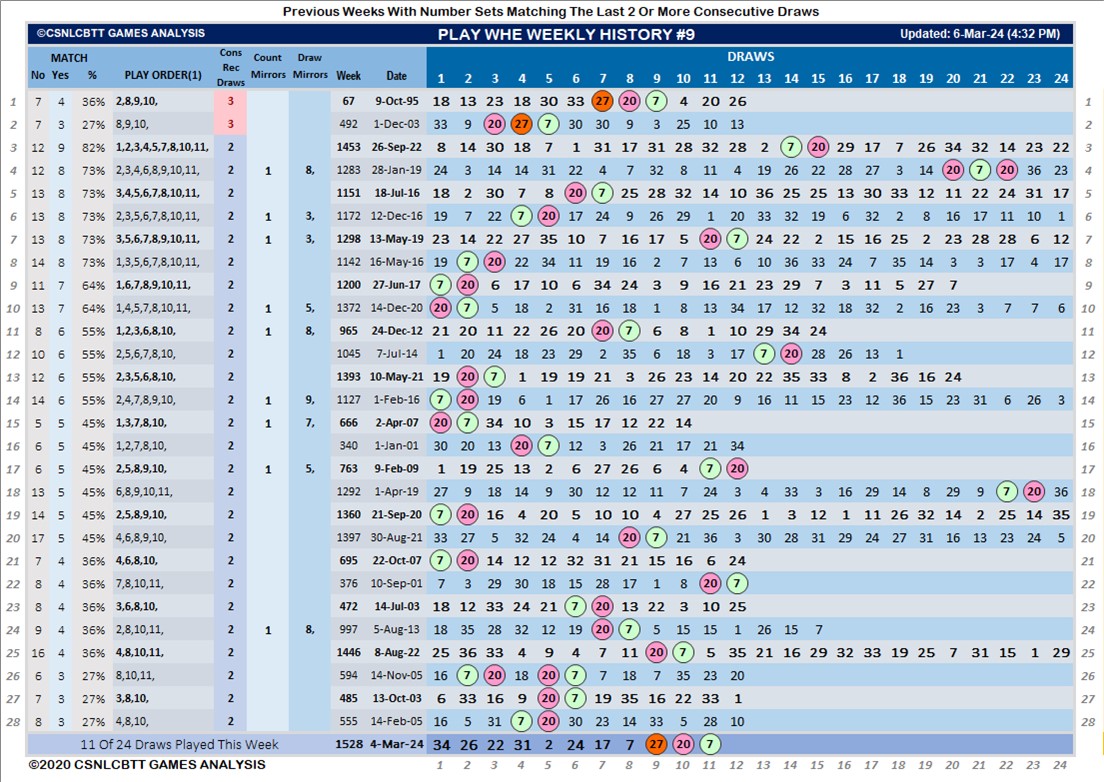 Previous Weeks With Number Sets Matching The Last 2 Or More Consecutive Draws
©CSNLCBTT GAMES ANALYSIS PLAY WHE WEEKLY HISTORY #9 Updated: 6-Mar-24 (4:32 PM)
MATCH Cons Rec Draws Count Mirrors Draw Mirrors DRAWS
No Yes % PLAY ORDER(1) Week Date 1 2 3 4 5 6 7 8 9 10 11 12 13 14 15 16 17 18 19 20 21 22 23 24
1 7 4 36% 2,8,9,10, 3 67 9-Oct-95 18 13 23 18 30 33 27 20 7 4 20 26 1
2 7 3 27% 8,9,10, 3 492 1-Dec-03 33 9 20 27 7 30 30 9 3 25 10 13 2
3 12 9 82% 1,2,3,4,5,7,8,10,11, 2 1453 26-Sep-22 8 14 30 18 7 1 31 17 31 28 32 28 2 7 20 29 17 7 26 34 32 14 23 22 3
4 12 8 73% 2,3,4,6,8,9,10,11, 2 1 8, 1283 28-Jan-19 24 3 14 14 31 22 4 7 32 8 11 4 19 26 22 28 27 3 14 20 7 20 36 23 4
5 13 8 73% 3,4,5,6,7,8,10,11, 2 1151 18-Jul-16 18 2 30 7 8 20 7 25 28 32 14 10 36 25 25 13 30 33 12 11 22 24 31 17 5
6 13 8 73% 2,3,5,6,7,8,10,11, 2 1 3, 1172 12-Dec-16 19 7 22 7 20 17 24 9 26 29 1 20 33 32 19 6 32 2 8 16 17 11 10 1 6
7 13 8 73% 3,5,6,7,8,9,10,11, 2 1 3, 1298 13-May-19 23 14 22 27 35 10 7 16 17 5 20 7 24 22 2 15 16 25 2 23 28 28 6 12 7
8 14 8 73% 1,3,5,6,7,8,10,11, 2 1142 16-May-16 19 7 20 22 34 11 19 16 2 7 13 6 10 36 33 24 7 35 14 3 3 17 4 17 8
9 11 7 64% 1,6,7,8,9,10,11, 2 1200 27-Jun-17 7 20 6 17 10 6 34 24 3 9 16 21 23 29 7 3 11 5 27 7 9
10 13 7 64% 1,4,5,7,8,10,11, 2 1 5, 1372 14-Dec-20 20 7 5 18 2 31 16 18 1 8 13 34 17 12 32 18 2 16 22 3 7 7 6 10
11 8 6 55% 1,2,3,6,8,10, 2 1 8, 965 24-Dec-12 21 20 11 22 26 20 20 7 6 8 1 10 29 34 24 11
12 10 6 55% 2,5,6,7,8,10, 2 1045 7-Jul-14 1 20 24 18 23 29 2 35 6 18 3 17 7 20 28 26 13 1 12
13 12 6 55% 2,3,5,6,8,10, 2 1393 10-May-21 19 20 7 1 19 19 21 3 26 23 14 20 22 35 33 8 2 36 16 24 13
14 14 6 55% 2,4,7,8,9,10, 2 1 9, 1127 1-Feb-16 7 20 19 6 1 17 26 16 27 27 20 9 16 11 15 23 12 36 15 23 31 6 26 3 14
15 5 5 45% 1,3,7,8,10, 2 1 7, 666 2-Apr-07 20 7 34 10 3 15 17 12 22 14 15
16 6 5 45% 1,2,7,8,10, 2 340 1-Jan-01 30 20 13 20 7 12 3 26 21 17 21 34 16
17 6 5 45% 2,5,8,9,10, 2 1 5, 763 9-Feb-09 1 19 25 13 2 6 27 26 6 4 7 20 17
18 13 5 45% 6,8,9,10,11, 2 1292 1-Apr-19 27 9 18 14 9 30 12 12 11 7 24 3 4 33 3 16 29 14 8 29 9 7 20 36 18
19 14 5 45% 2,5,8,9,10, 2 1360 21-Sep-20 7 20 16 4 20 5 10 10 4 27 25 26 1 3 12 1 11 26 32 14 2 25 14 35 19
20 17 5 45% 4,6,8,9,10, 2 1397 30-Aug-21 33 27 5 32 24 4 14 20 7 21 36 3 30 28 31 29 24 27 31 16 13 23 24 5 20
21 7 4 36% 4,6,8,10, 2 695 22-Oct-07 7 20 14 12 12 32 31 21 15 16 6 24 21
22 8 4 36% 7,8,10,11, 2 376 10-Sep-01 7 3 29 30 18 15 28 17 1 8 20 7 22
23 8 4 36% 3,6,8,10, 2 472 14-Jul-03 18 12 33 24 21 7 20 13 22 3 10 25 23
24 9 4 36% 2,8,10,11, 2 1 8, 997 5-Aug-13 18 35 28 32 12 19 20 7 5 15 15 1 26 15 7 24
25 16 4 36% 4,8,10,11, 2 1446 8-Aug-22 25 36 33 4 9 4 7 11 20 7 5 35 21 16 29 32 33 19 25 7 31 15 1 29 25
26 6 3 27% 8,10,11, 2 594 14-Nov-05 16 7 20 18 20 7 7 18 7 35 23 20 26
27 7 3 27% 3,8,10, 2 485 13-Oct-03 6 33 16 9 20 7 19 35 16 22 33 1 27
28 8 3 27% 4,8,10, 2 555 14-Feb-05 16 5 31 7 20 30 23 14 33 5 28 10 28
11 Of 24 Draws Played This Week 1528 4-Mar-24 34 26 22 31 2 24 17 7 27 20 7
©2020 CSNLCBTT GAMES ANALYSIS 1 2 3 4 5 6 7 8 9 10 11 12 13 14 15 16 17 18 19 20 21 22 23 24